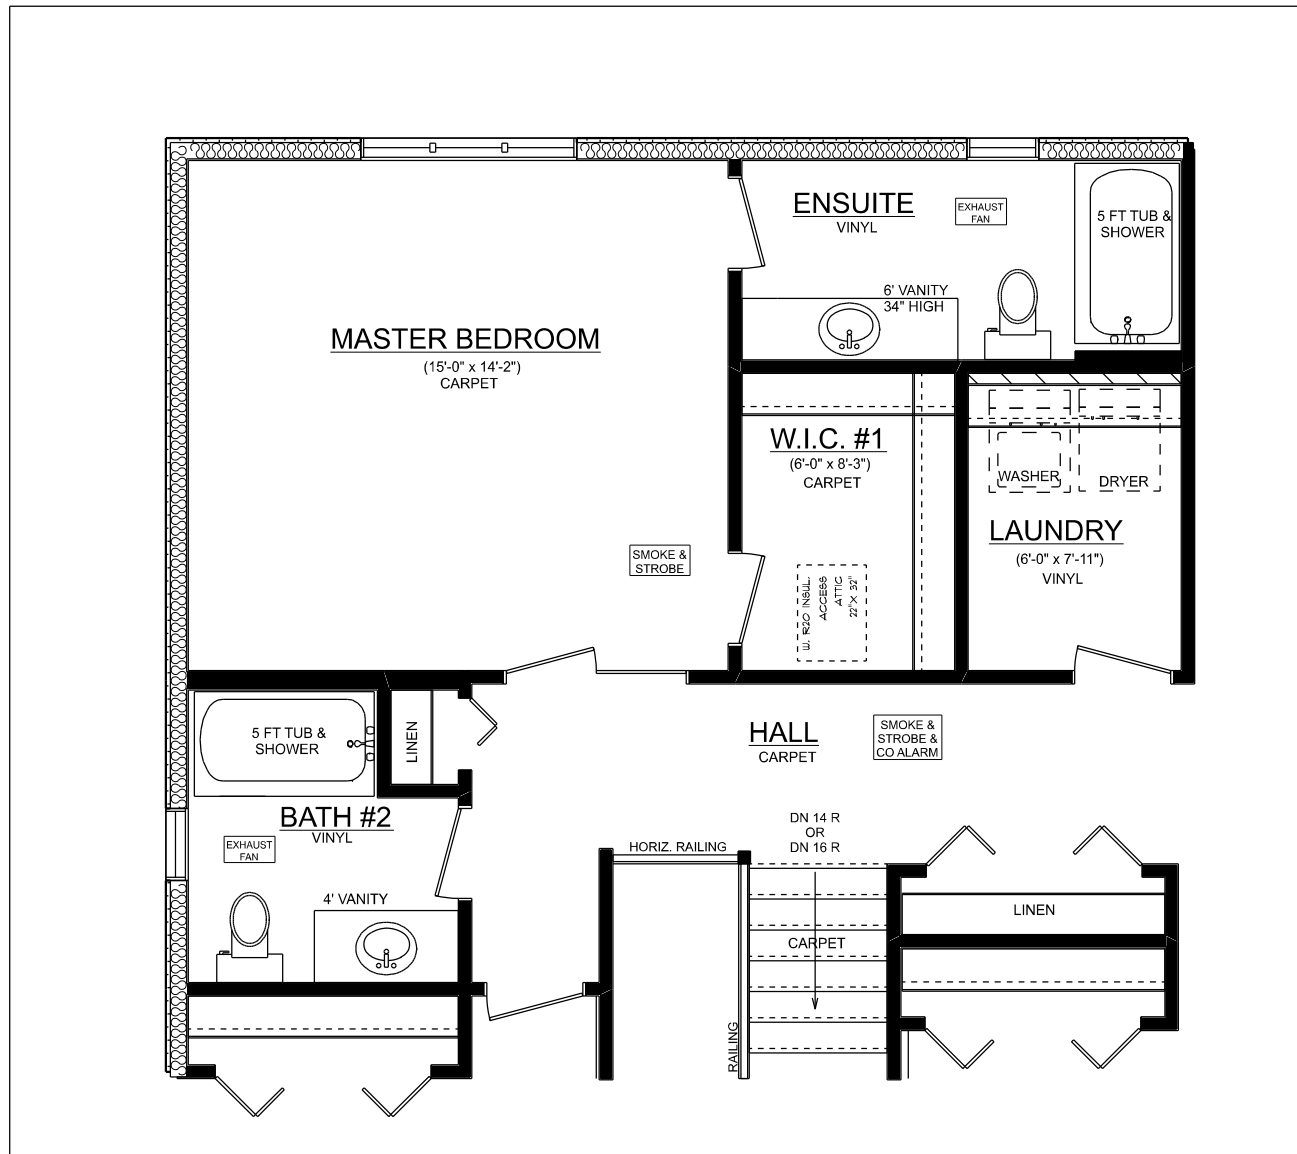 ENSUITE
VINYL
EXHAUST
FAN
5 FT TUB &
SHOWER
6' VANITY
34" HIGH
MASTER BEDROOM
(15'-0" x 14'-2")
CARPET
W.I.C. #1
(6'-0" x 8'-3")
CARPET
WASHER
DRYER
LAUNDRY
(6'-0" x 7'-11")
VINYL
SMOKE &
STROBE
W. R20 INSUL.
ACCESS
ATTIC
22"X 32"
5 FT TUB &
SHOWER
LINEN
HALL
CARPET
SMOKE &
STROBE &
CO ALARM
BATH #2
VINYL
EXHAUST
FAN
4' VANITY
HORIZ. RAILING
DN 14 R
OR
DN 16 R
CARPET
RAILING
LINEN